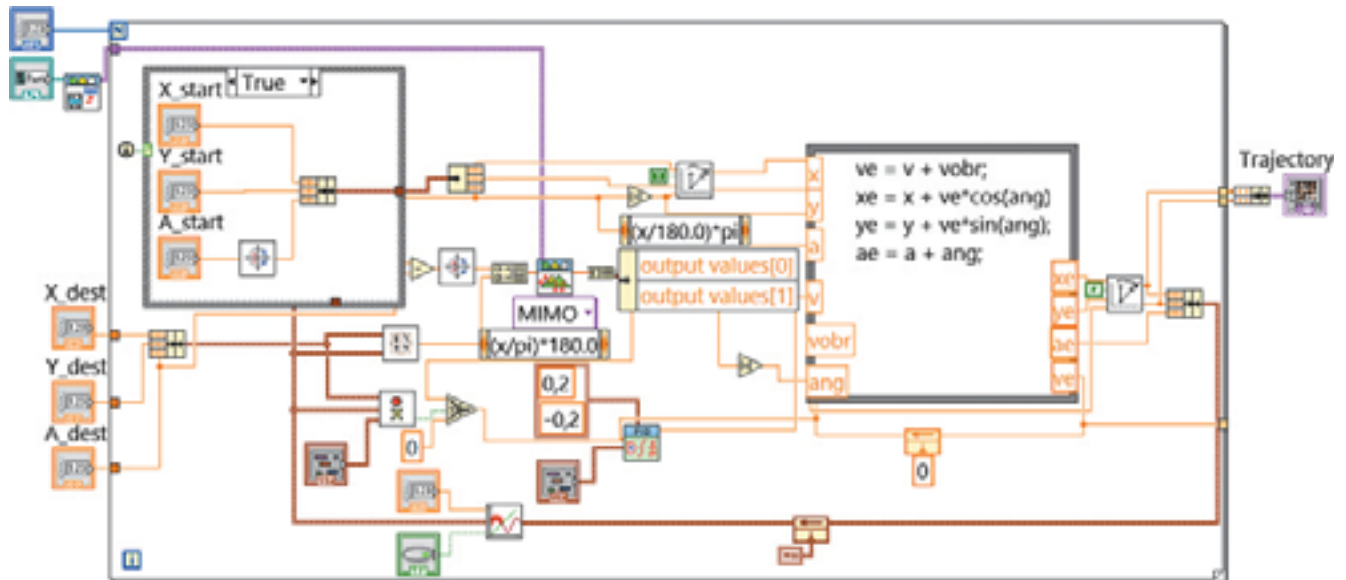 True
X_start
Y_start
A_start
X_dest
Y_dest
A_dest
(x/180.0)*pi
output values[0]
output values[1]
MIMO
(x/pi)*180.0
0,2
-0,2
0
x
y
a
v
vobr
ang
ve = v + vobr;
xe = x + ve*cos(ang)
ye = y + ve*sin(ang);
ae = a + ang;
xe
ye
ae
ve
0
Trajectory
N
i